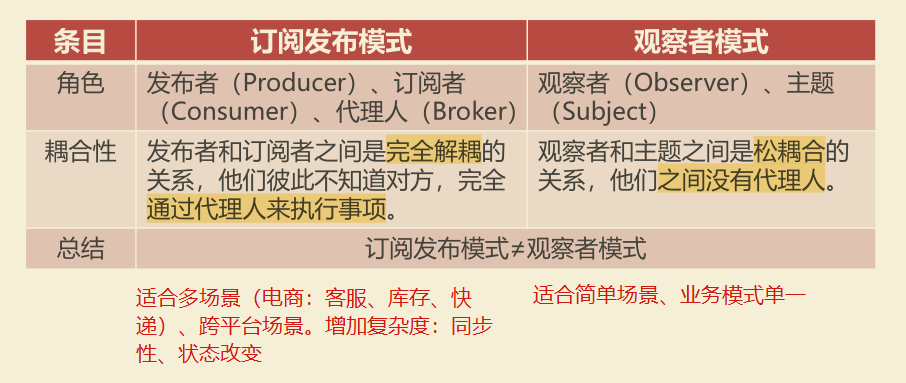 条目 订阅发布模式 观察者模式
角色 发布者（Producer）、订阅者
（Consumer）、代理人（Broker）
观察者（Observer）、主题
（Subject）
耦合性 发布者和订阅者之间是完全解耦的
关系，他们彼此不知道对方，完全
通过代理人来执行事项。
观察者和主题之间是松耦合的
关系，他们之间没有代理人。
总结 订阅发布模式≠观察者模式
适合多场景（电商：客服、库存、快
递）、跨平台场景。增加复杂度：同步
性、状态改变
适合简单场景、业务模式单一